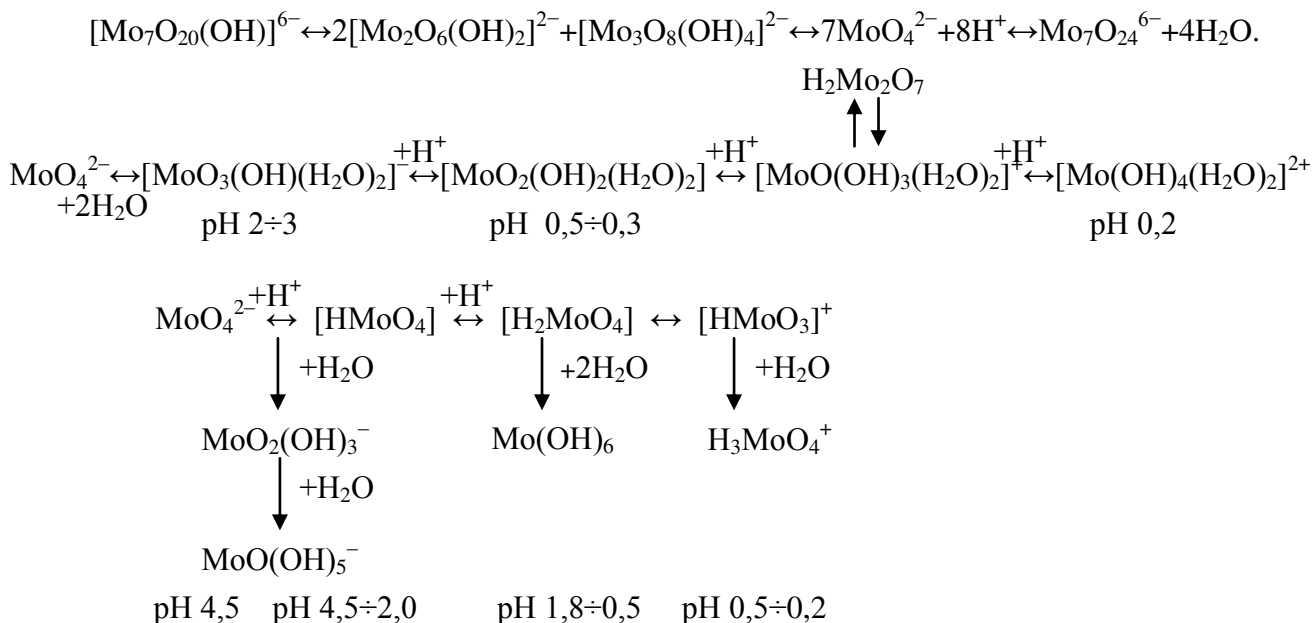 [Mo₇O₂₀(OH)]⁶⁻↔2[Mo₂O₆(OH)₂]²⁻+[Mo₃O₈(OH)₄]²⁻↔7MoO₄²⁻+8H⁺↔Mo₇O₂₄⁶⁻+4H₂O.
H₂Mo₂O₇
+H⁺ +H⁺ +H⁺
MoO₄²⁻↔[MoO₃(OH)(H₂O)₂]⁻↔[MoO₂(OH)₂(H₂O)₂] ↔ [MoO(OH)₃(H₂O)₂]⁺↔[Mo(OH)₄(H₂O)₂]²⁺
+2H₂O
pH 2÷3 pH 0,5÷0,3 pH 0,2
+H⁺ +H⁺
MoO₄²⁻ ↔ [HMoO₄] ↔ [H₂MoO₄] ↔ [HMoO₃]⁺
+H₂O +2H₂O +H₂O
MoO₂(OH)₃⁻ Mo(OH)₆ H₃MoO₄⁺
+H₂O
MoO(OH)₅⁻
pH 4,5 pH 4,5÷2,0 pH 1,8÷0,5 pH 0,5÷0,2